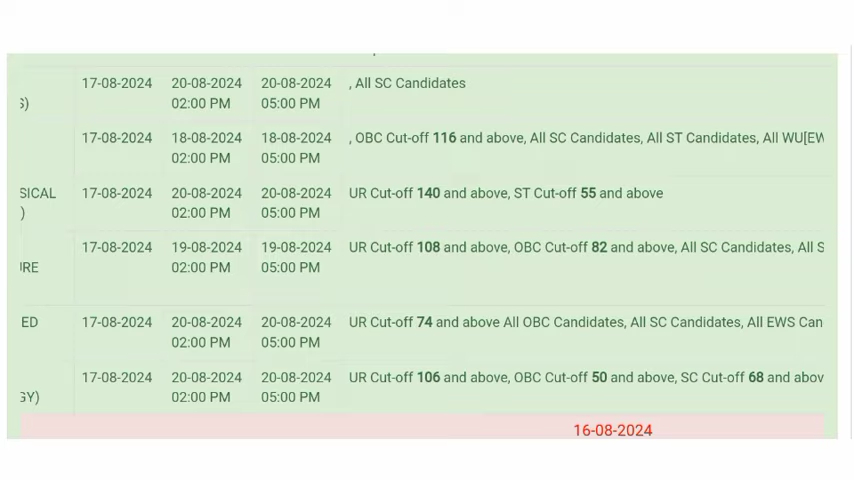 17-08-2024 20-08-2024 20-08-2024 , All SC Candidates
S) 02:00 PM 05:00 PM
17-08-2024 18-08-2024 18-08-2024 , OBC Cut-off 116 and above, All SC Candidates, All ST Candidates, All WU[EW
02:00 PM 05:00 PM
SICAL 17-08-2024 20-08-2024 20-08-2024 UR Cut-off 140 and above, ST Cut-off 55 and above
) 02:00 PM 05:00 PM
17-08-2024 19-08-2024 19-08-2024 UR Cut-off 108 and above, OBC Cut-off 82 and above, All SC Candidates, All S
URE 02:00 PM 05:00 PM
ED 17-08-2024 20-08-2024 20-08-2024 UR Cut-off 74 and above All OBC Candidates, All SC Candidates, All EWS Can
02:00 PM 05:00 PM
17-08-2024 20-08-2024 20-08-2024 UR Cut-off 106 and above, OBC Cut-off 50 and above, SC Cut-off 68 and abov
GY) 02:00 PM 05:00 PM
16-08-2024